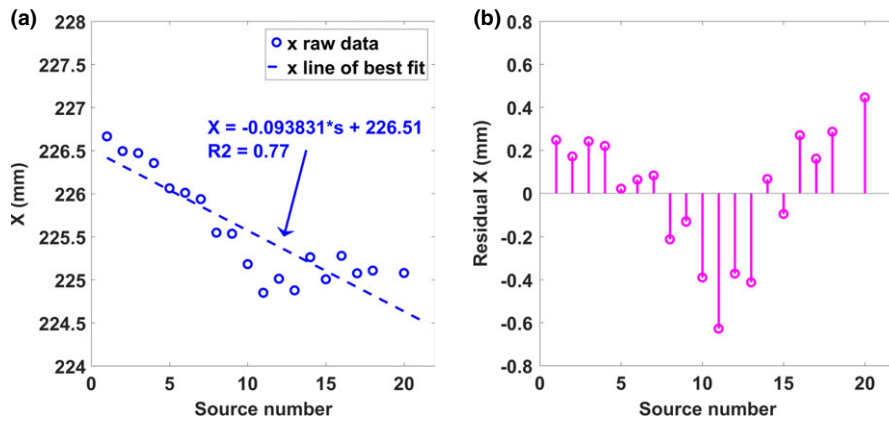 (a)
228
227.5
227
226.5
226
225.5
225
224.5
224
X (mm)
x raw data
x line of best fit
X = -0.093831*s + 226.51
R2 = 0.77
0 5 10 15 20
Source number
(b)
0.8
0.6
0.4
0.2
0
-0.2
-0.4
-0.6
-0.8
Residual X (mm)
0 5 10 15 20
Source number